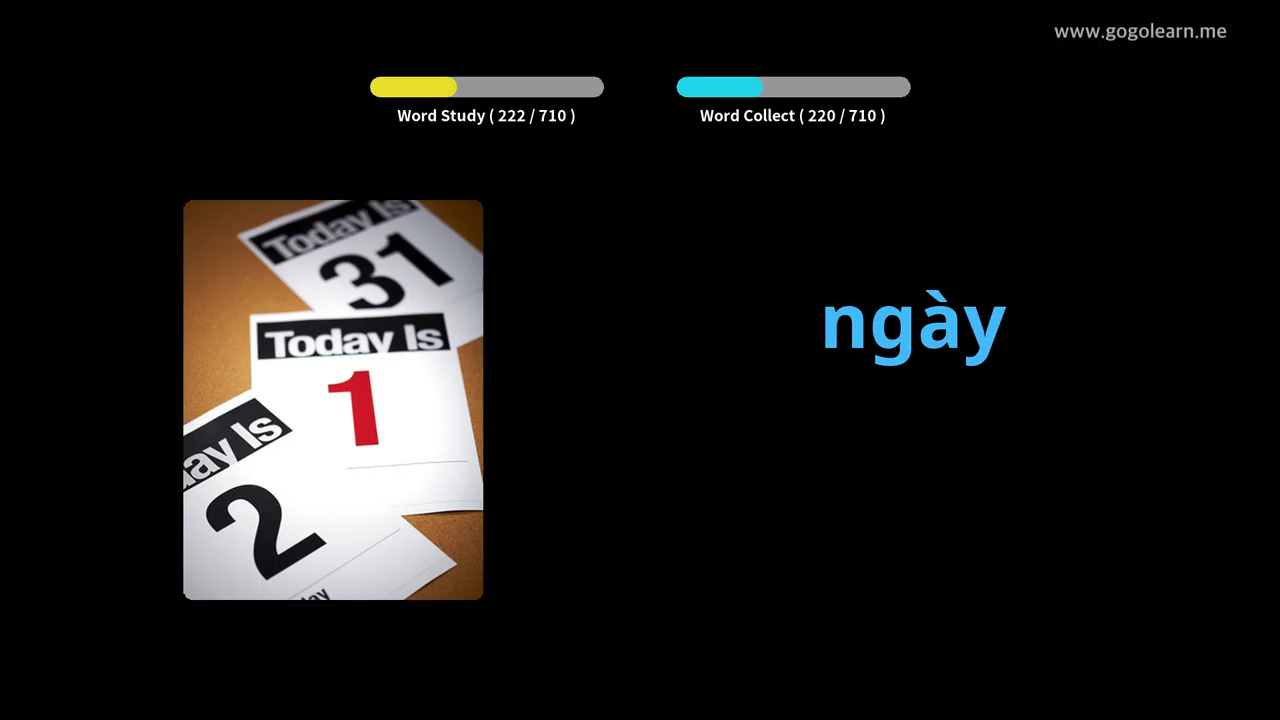 www.gogolearn.me
Word Study ( 222 / 710 )
Word Collect ( 220 / 710 )
Today Is
31
Today Is
1
ay Is
2
ngày